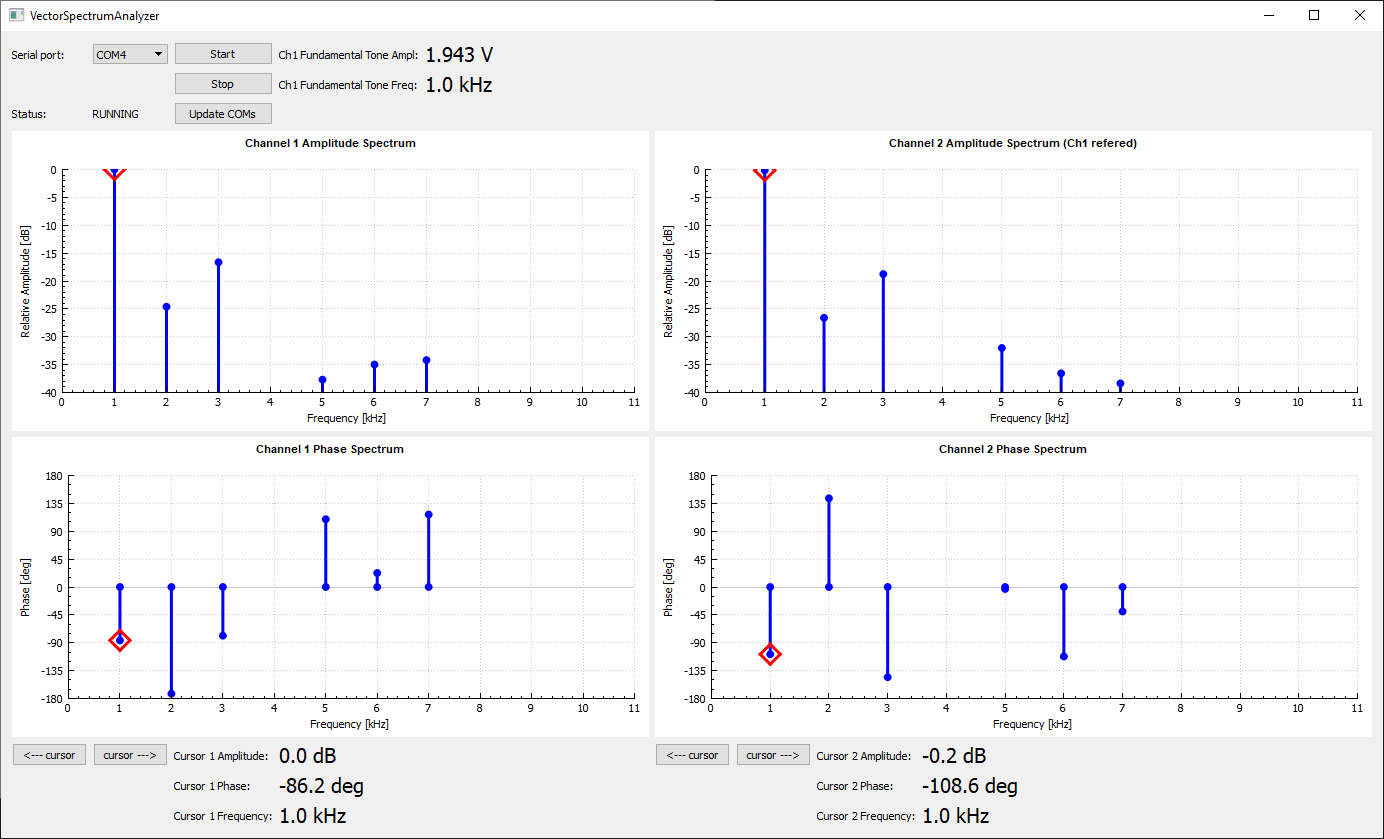 VectorSpectrumAnalyzer
Serial port: COM4 Start Ch1 Fundamental Tone Ampl: 1.943 V
Stop Ch1 Fundamental Tone Freq: 1.0 kHz
Status: RUNNING Update COMs
Channel 1 Amplitude Spectrum
0
-5
-10
-15
-20
-25
-30
-35
-40
Relative Amplitude [dB]
0 1 2 3 4 5 6 7 8 9 10 11
Frequency [kHz]
Channel 2 Amplitude Spectrum (Ch1 refered)
0
-5
-10
-15
-20
-25
-30
-35
-40
Relative Amplitude [dB]
0 1 2 3 4 5 6 7 8 9 10 11
Frequency [kHz]
Channel 1 Phase Spectrum
180
135
90
45
0
-45
-90
-135
-180
Phase [deg]
0 1 2 3 4 5 6 7 8 9 10 11
Frequency [kHz]
Channel 2 Phase Spectrum
180
135
90
45
0
-45
-90
-135
-180
Phase [deg]
0 1 2 3 4 5 6 7 8 9 10 11
Frequency [kHz]
<--- cursor cursor ---> Cursor 1 Amplitude: 0.0 dB
Cursor 1 Phase: -86.2 deg
Cursor 1 Frequency: 1.0 kHz
<--- cursor cursor ---> Cursor 2 Amplitude: -0.2 dB
Cursor 2 Phase: -108.6 deg
Cursor 2 Frequency: 1.0 kHz